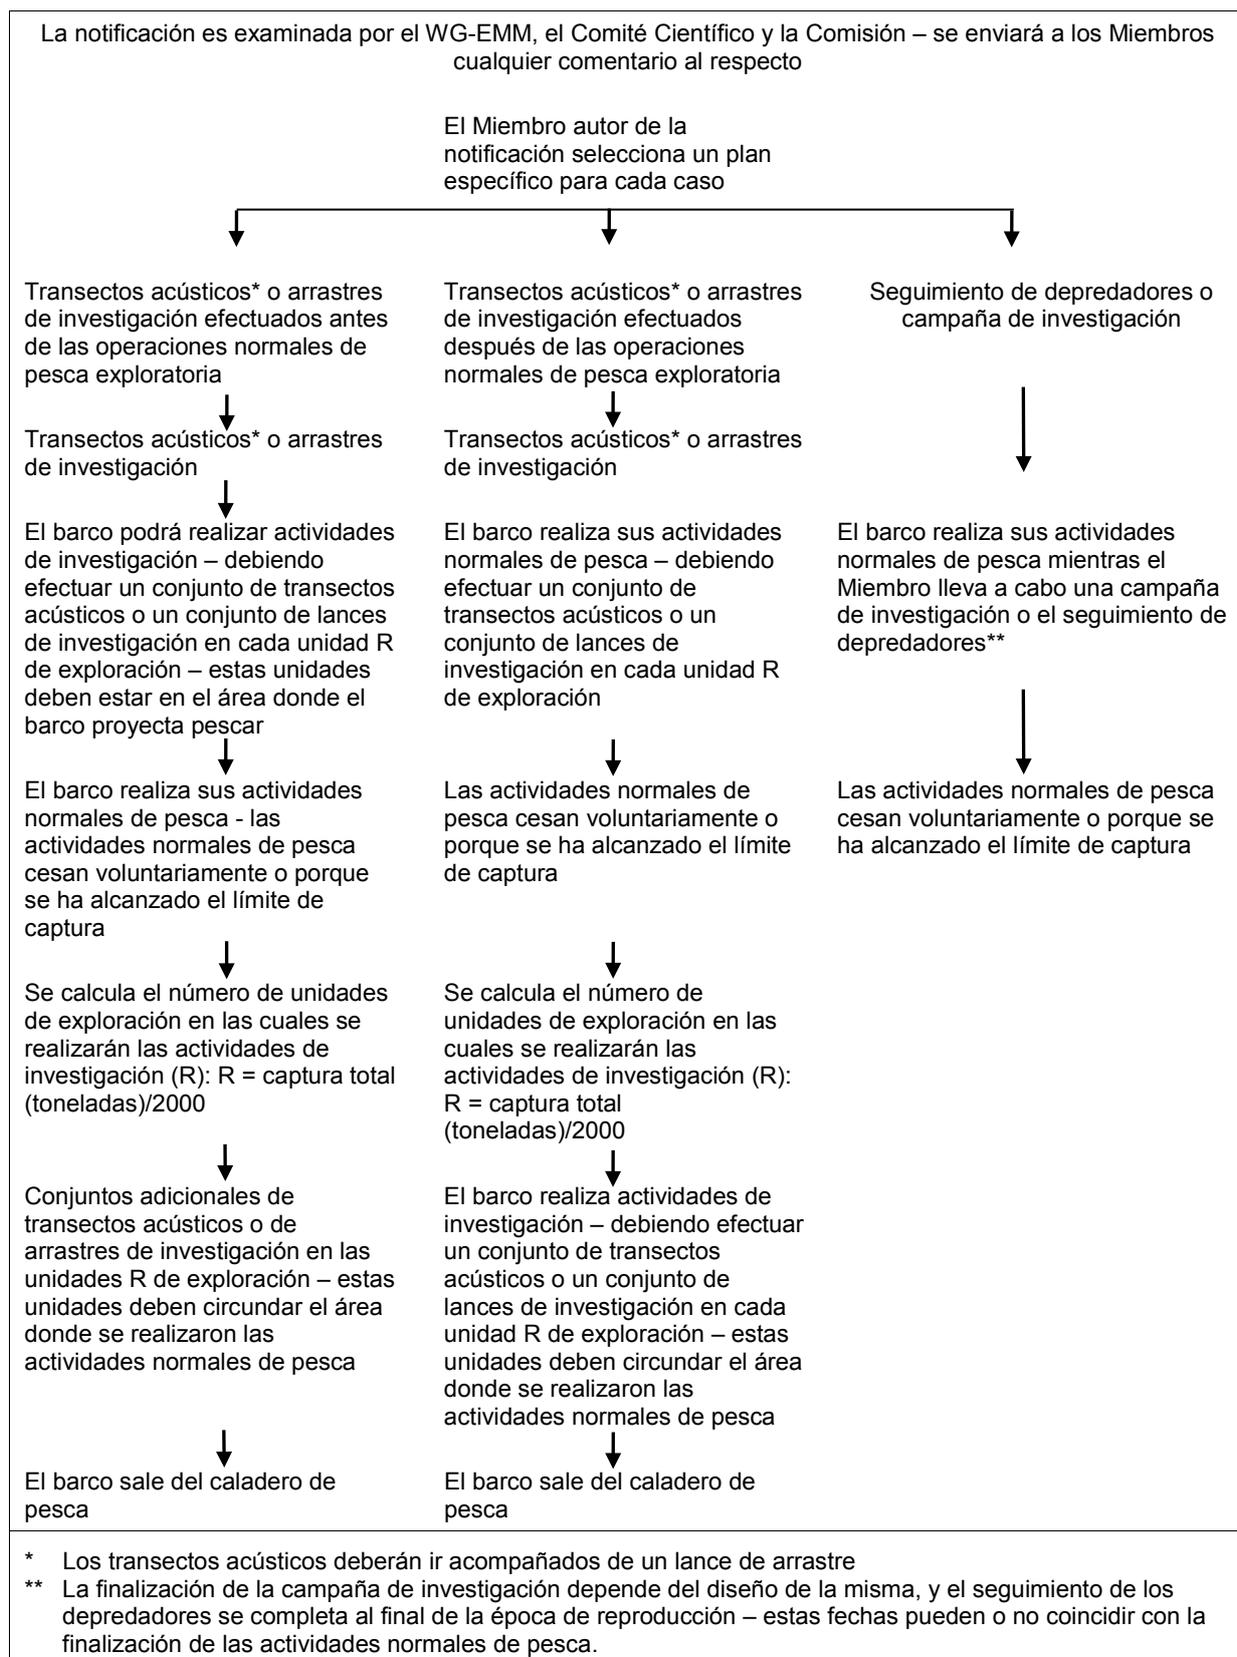 La notificación es examinada por el WG-EMM, el Comité Científico y la Comisión – se enviará a los Miembros
cualquier comentario al respecto
El Miembro autor de la
notificación selecciona un plan
específico para cada caso
Transectos acústicos* o arrastres
de investigación efectuados antes
de las operaciones normales de
pesca exploratoria
Transectos acústicos* o arrastres
de investigación
El barco podrá realizar actividades
de investigación – debiendo
efectuar un conjunto de transectos
acústicos o un conjunto de lances
de investigación en cada unidad R
de exploración – estas unidades
deben estar en el área donde el
barco proyecta pescar
El barco realiza sus actividades
normales de pesca - las
actividades normales de pesca
cesan voluntariamente o porque
se ha alcanzado el límite de
captura
Se calcula el número de unidades
de exploración en las cuales se
realizarán las actividades de
investigación (R): R = captura total
(toneladas)/2000
Conjuntos adicionales de
transectos acústicos o de
arrastres de investigación en las
unidades R de exploración – estas
unidades deben circundar el área
donde se realizaron las
actividades normales de pesca
El barco sale del caladero de
pesca
Transectos acústicos* o arrastres
de investigación efectuados
después de las operaciones
normales de pesca exploratoria
Transectos acústicos* o arrastres
de investigación
El barco realiza sus actividades
normales de pesca – debiendo
efectuar un conjunto de
transectos acústicos o un
conjunto de lances de
investigación en cada unidad R
de exploración
Las actividades normales de
pesca cesan voluntariamente o
porque se ha alcanzado el límite
de captura
Se calcula el número de
unidades de exploración en las
cuales se realizarán las
actividades de investigación (R):
R = captura total
(toneladas)/2000
El barco realiza actividades de
investigación – debiendo efectuar
un conjunto de transectos
acústicos o un conjunto de
lances de investigación en cada
unidad R de exploración – estas
unidades deben circundar el área
donde se realizaron las
actividades normales de pesca
El barco sale del caladero de
pesca
Seguimiento de depredadores o
campaña de investigación
El barco realiza sus actividades
normales de pesca mientras el
Miembro lleva a cabo una campaña
de investigación o el seguimiento de
depredadores**
Las actividades normales de pesca
cesan voluntariamente o porque se
ha alcanzado el límite de captura
* Los transectos acústicos deberán ir acompañados de un lance de arrastre
** La finalización de la campaña de investigación depende del diseño de la misma, y el seguimiento de los
depredadores se completa al final de la época de reproducción – estas fechas pueden o no coincidir con la
finalización de las actividades normales de pesca.